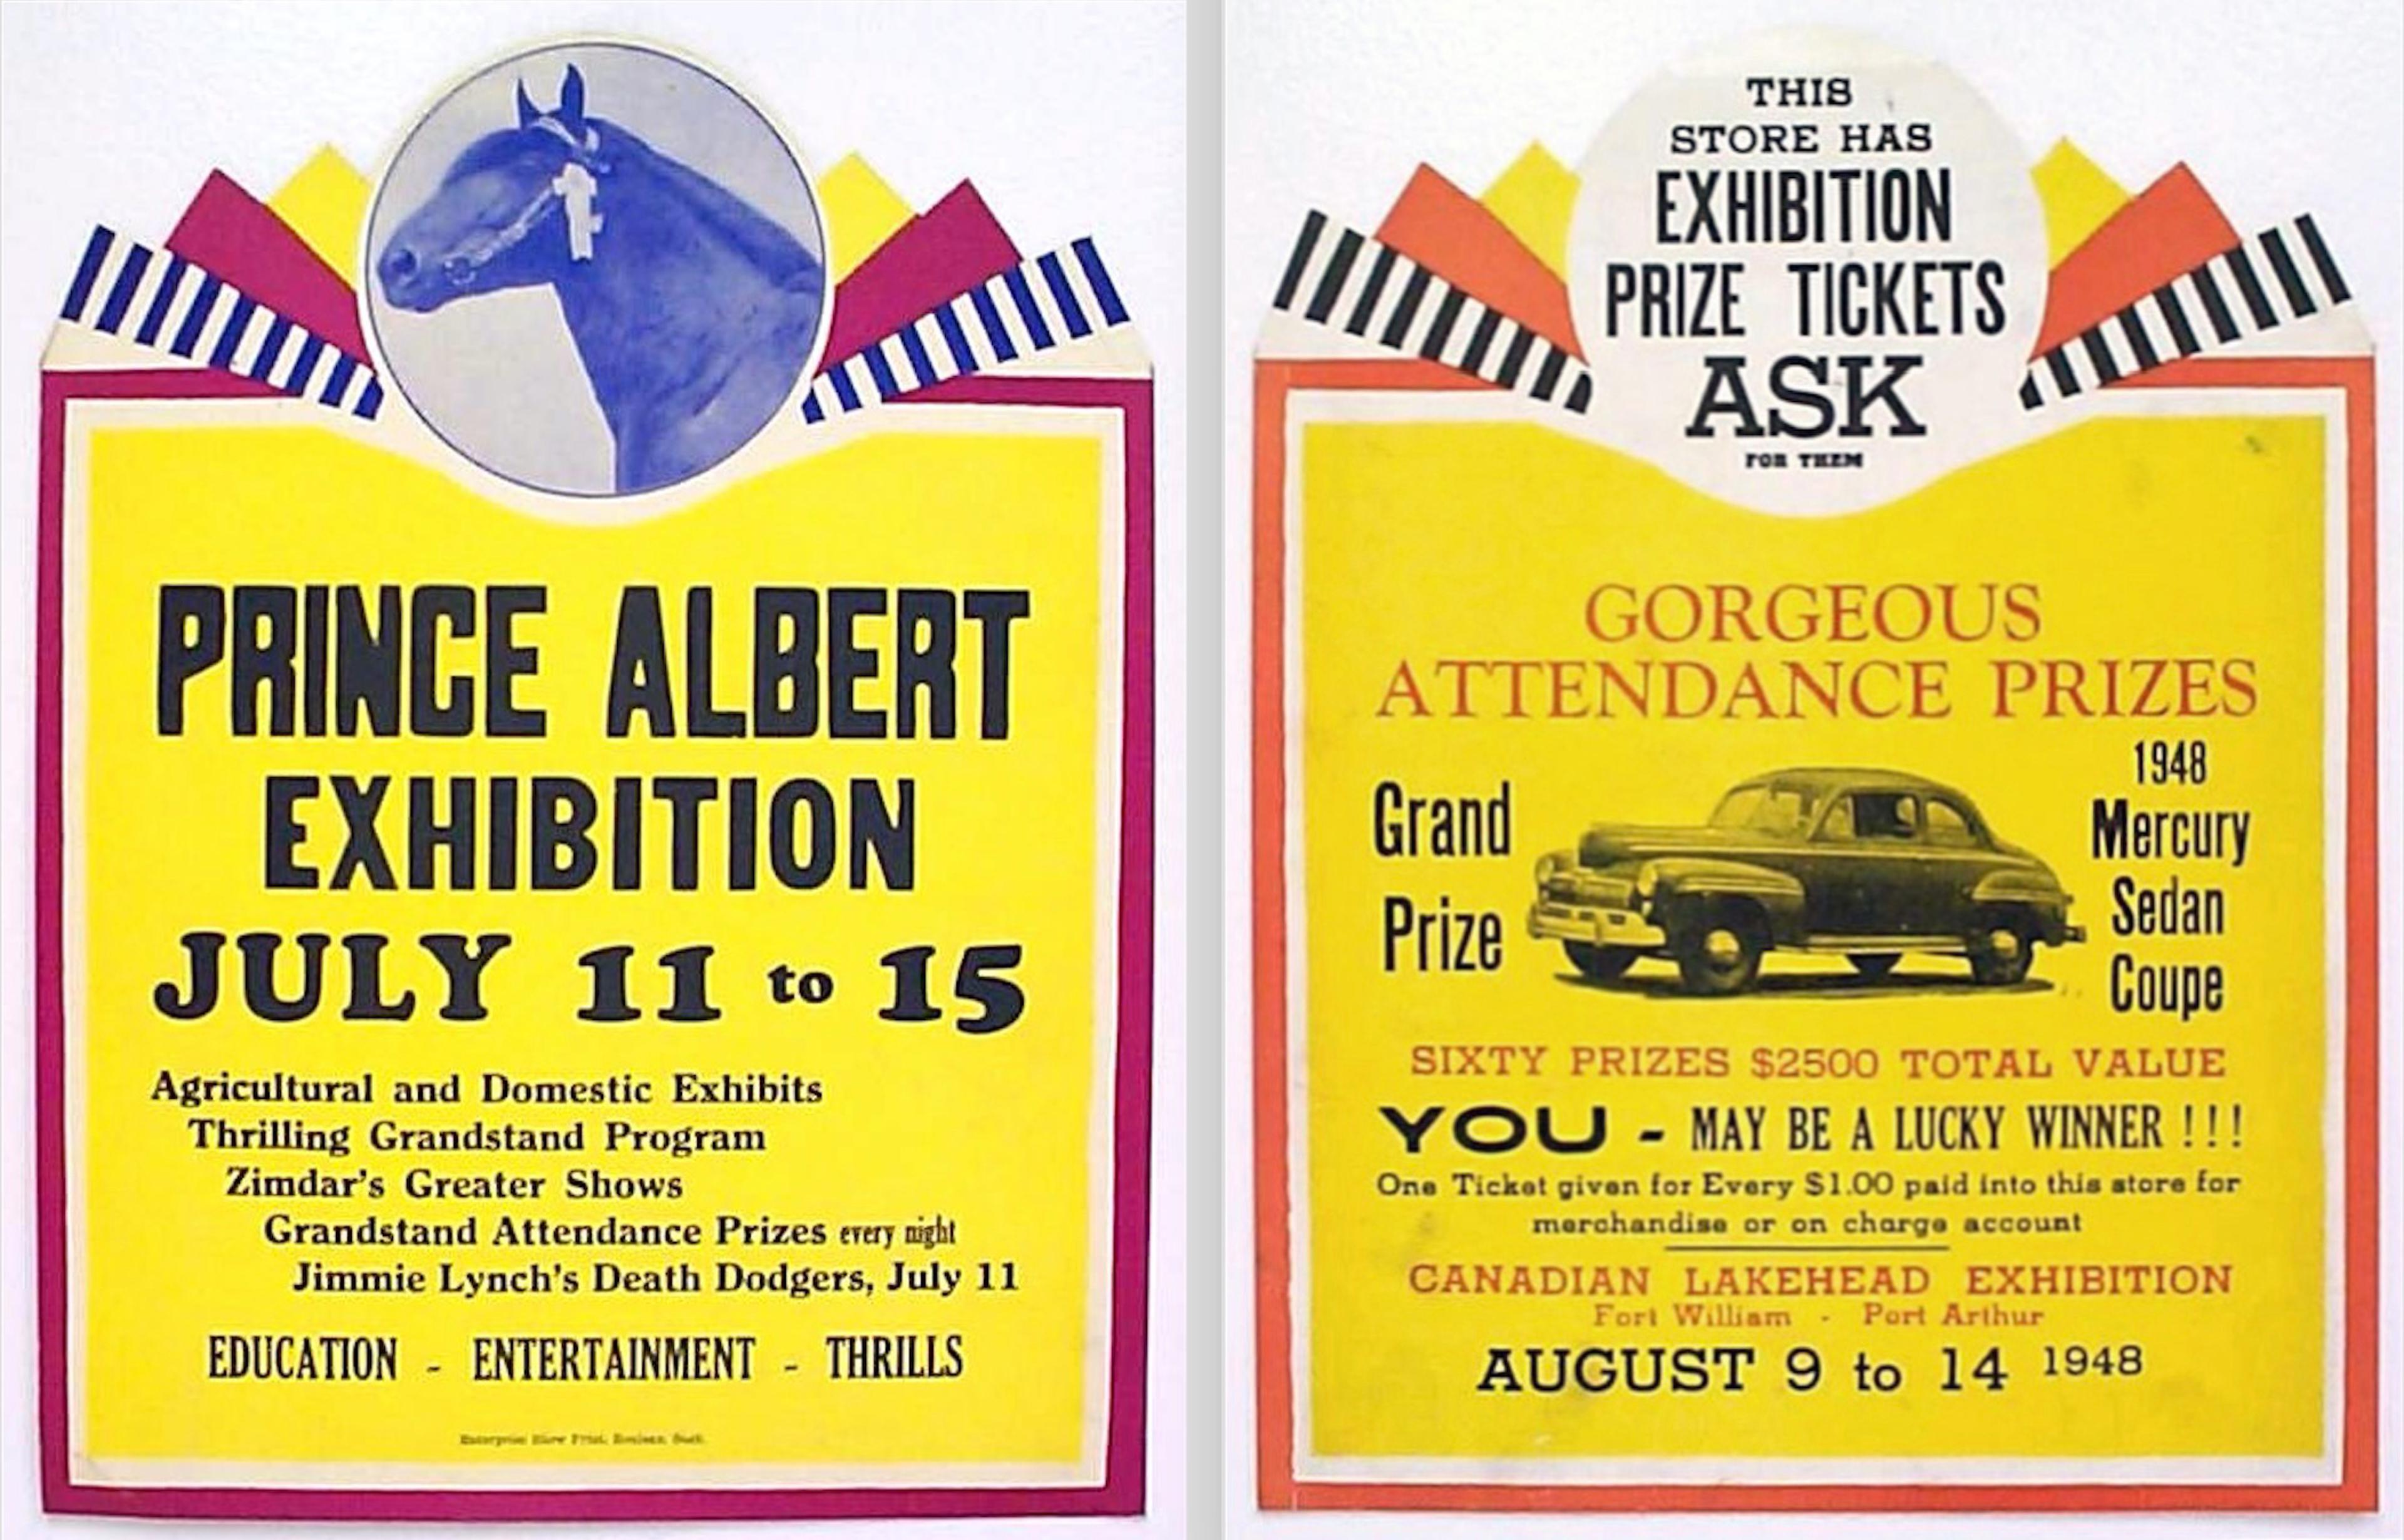 PRINCE ALBERT
EXHIBITION
JULY 11 to 15
Agricultural and Domestic Exhibits
Thrilling Grandstand Program
Zimdar's Greater Shows
Grandstand Attendance Prizes every night
Jimmie Lynch's Death Dodgers, July 11
EDUCATION - ENTERTAINMENT - THRILLS
Enterprise Show Print, Sask.
THIS
STORE HAS
EXHIBITION
PRIZE TICKETS
ASK
FOR THEM
GORGEOUS
ATTENDANCE PRIZES
Grand
Prize
1948
Mercury
Sedan
Coupe
SIXTY PRIZES $2500 TOTAL VALUE
YOU - MAY BE A LUCKY WINNER !!!
One Ticket given for Every $1.00 paid into this store for
merchandise or on charge account
CANADIAN LAKEHEAD EXHIBITION
Fort William - Port Arthur
AUGUST 9 to 14 1948